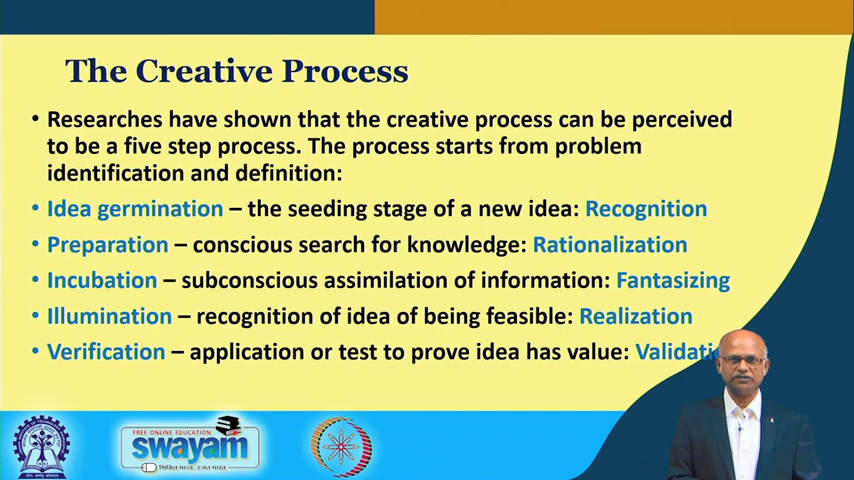 The Creative Process
• Researches have shown that the creative process can be perceived
to be a five step process. The process starts from problem
identification and definition:
• Idea germination – the seeding stage of a new idea: Recognition
• Preparation – conscious search for knowledge: Rationalization
• Incubation – subconscious assimilation of information: Fantasizing
• Illumination – recognition of idea of being feasible: Realization
• Verification – application or test to prove idea has value:
FREE ONLINE EDUCATION
swayam